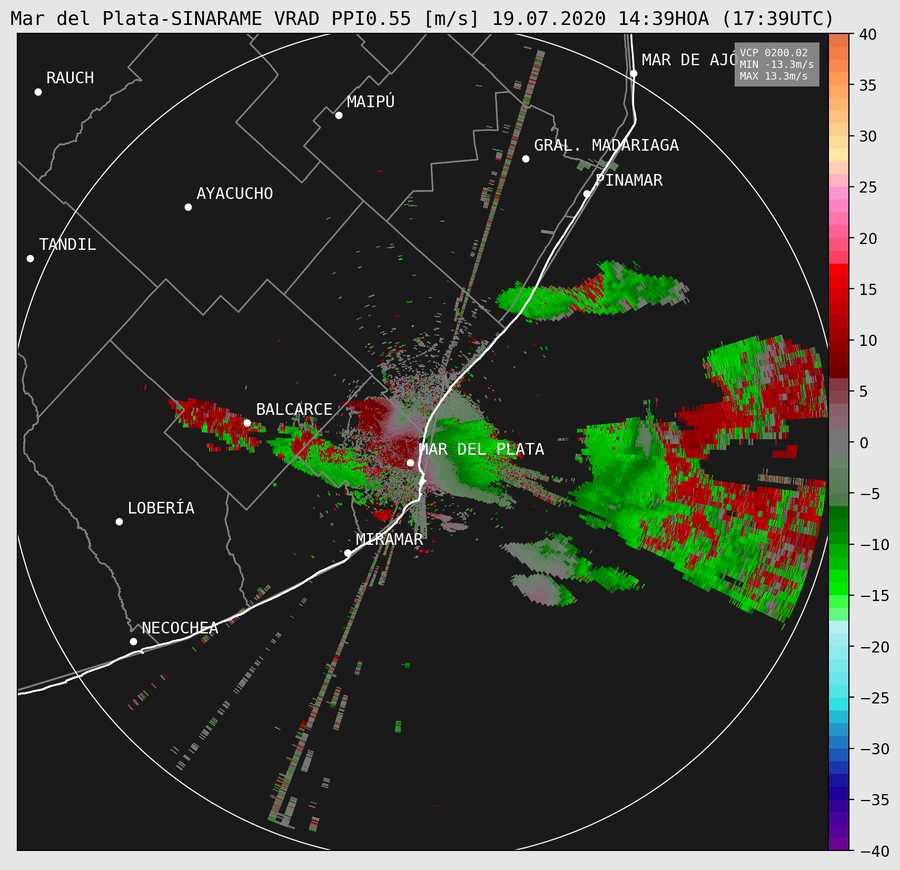 Mar del Plata-SINARAME VRAD PPI0.55 [m/s] 19.07.2020 14:39HOA (17:39UTC)
VCP 0200.02
MIN -13.3m/s
MAX 13.3m/s
MAR DE AJÓ
RAUCH
MAIPÚ
GRAL. MADARIAGA
PINAMAR
AYACUCHO
TANDIL
BALCARCE
MAR DEL PLATA
LOBERÍA
MIRAMAR
NECOCHEA
40
35
30
25
20
15
10
5
0
−5
−10
−15
−20
−25
−30
−35
−40